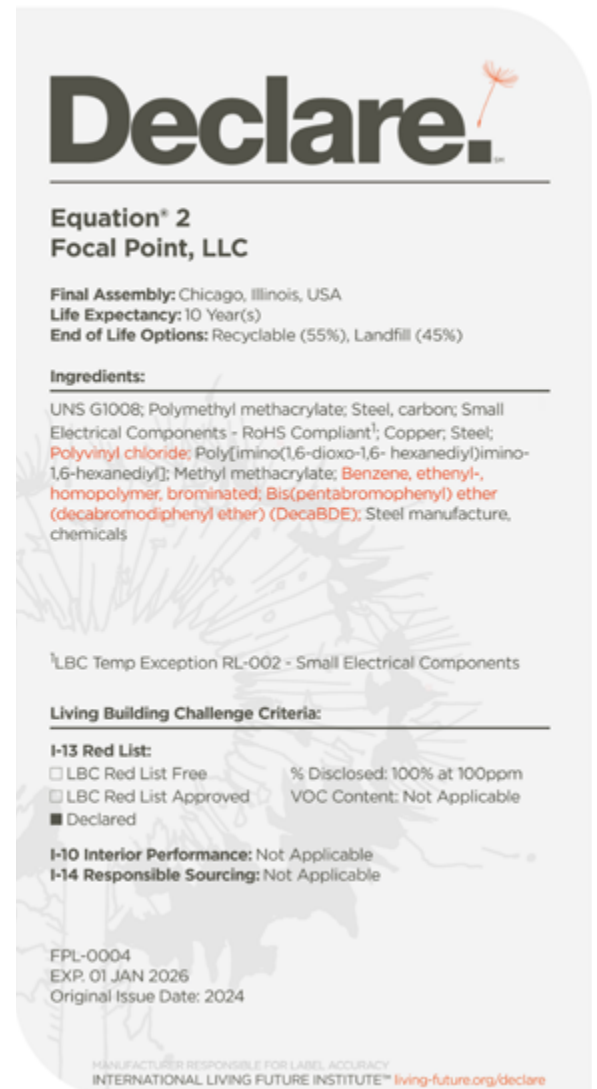 Declare.
SM
Equation® 2
Focal Point, LLC
Final Assembly: Chicago, Illinois, USA
Life Expectancy: 10 Year(s)
End of Life Options: Recyclable (55%), Landfill (45%)
Ingredients:
UNS G1008; Polymethyl methacrylate; Steel, carbon; Small
Electrical Components - RoHS Compliant¹; Copper; Steel;
Polyvinyl chloride; Poly[imino(1,6-dioxo-1,6- hexanediyl)imino-
1,6-hexanediyl]; Methyl methacrylate; Benzene, ethenyl-,
homopolymer, brominated; Bis(pentabromophenyl) ether
(decabromodiphenyl ether) (DecaBDE); Steel manufacture,
chemicals
¹LBC Temp Exception RL-002 - Small Electrical Components
Living Building Challenge Criteria:
I-13 Red List:
☐ LBC Red List Free % Disclosed: 100% at 100ppm
☐ LBC Red List Approved VOC Content: Not Applicable
■ Declared
I-10 Interior Performance: Not Applicable
I-14 Responsible Sourcing: Not Applicable
FPL-0004
EXP. 01 JAN 2026
Original Issue Date: 2024
MANUFACTURER RESPONSIBLE FOR LABEL ACCURACY
INTERNATIONAL LIVING FUTURE INSTITUTE™ living-future.org/declare